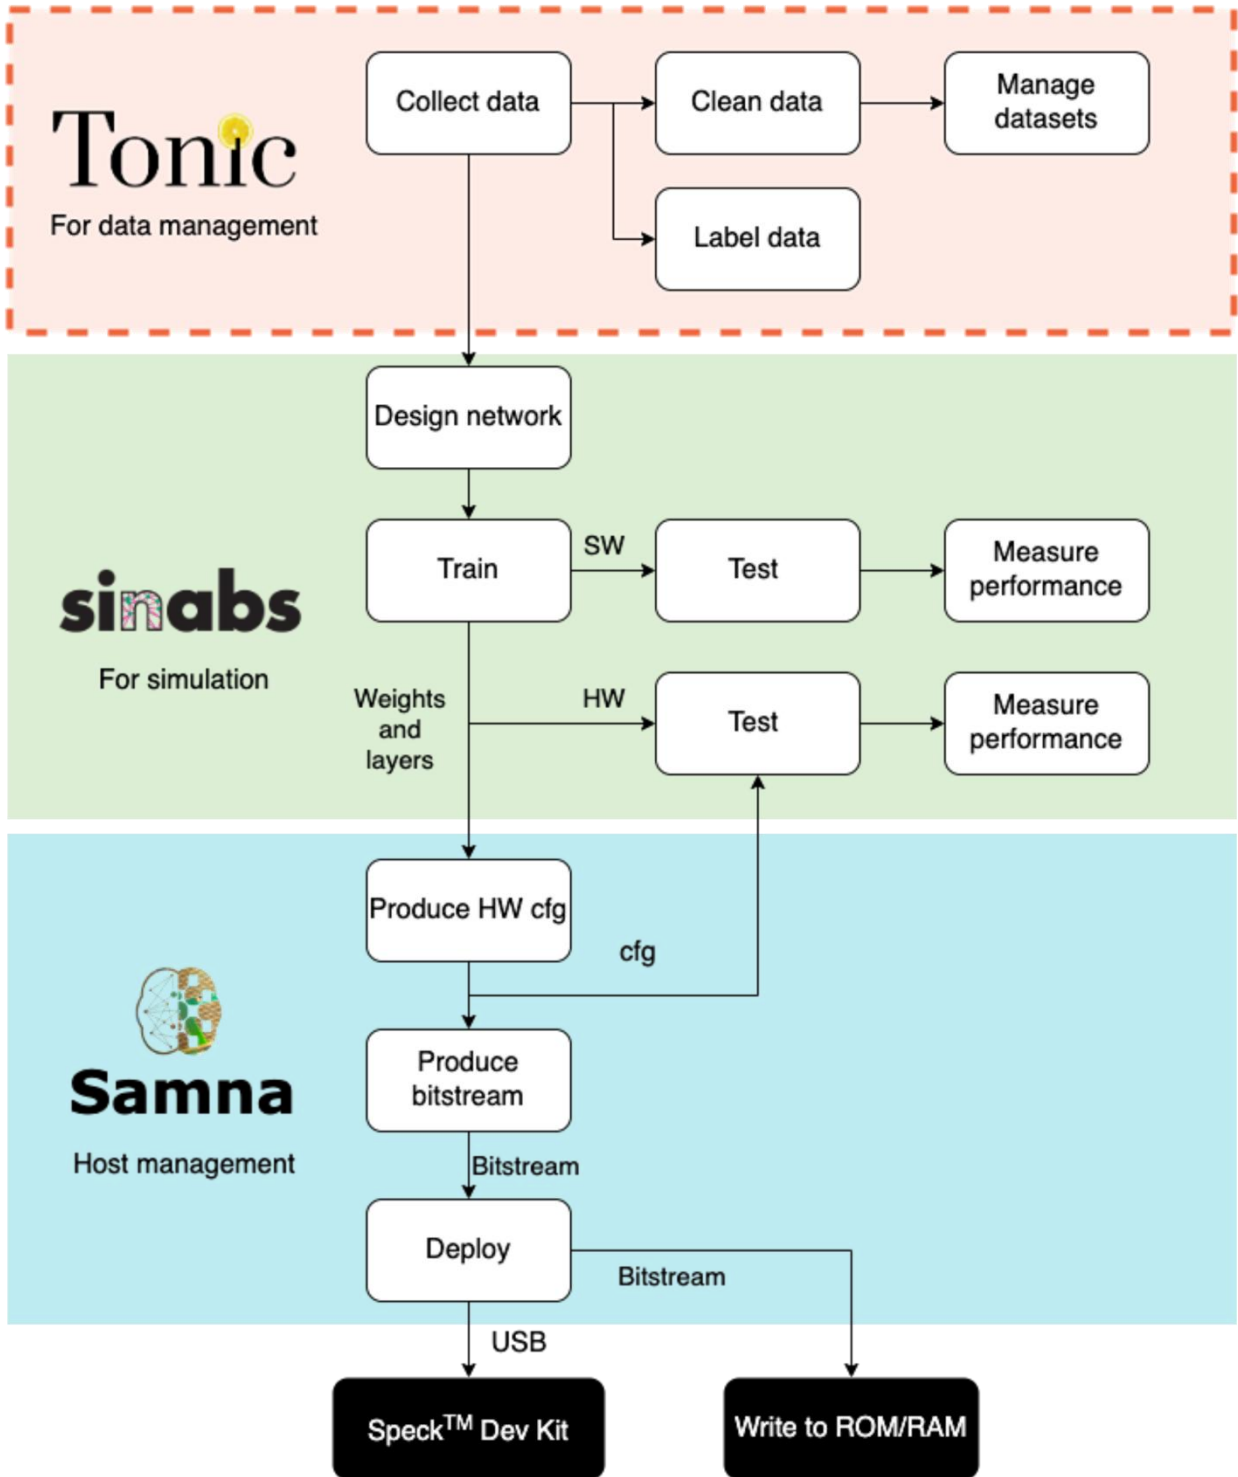 Collect data
Clean data
Manage
datasets
Tonic
For data management
Label data
Design network
Train
SW
Test
Measure
performance
sinabs
For simulation
Weights
and
layers
HW
Test
Measure
performance
Produce HW cfg
cfg
Samna
Host management
Produce
bitstream
Bitstream
Deploy
Bitstream
USB
Speck™ Dev Kit
Write to ROM/RAM